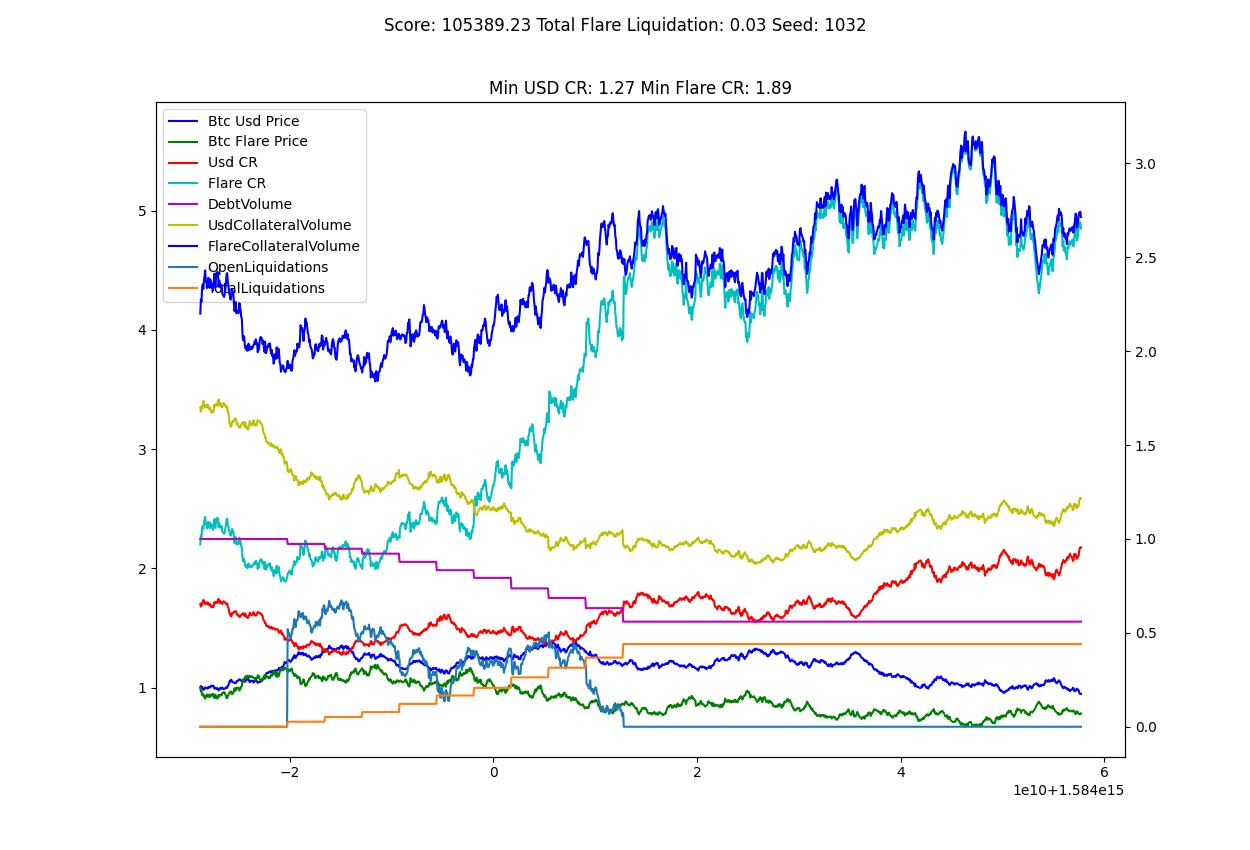 Score: 105389.23 Total Flare Liquidation: 0.03 Seed: 1032
Min USD CR: 1.27 Min Flare CR: 1.89
Btc Usd Price
Btc Flare Price
Usd CR
Flare CR
DebtVolume
UsdCollateralVolume
FlareCollateralVolume
OpenLiquidations
TotalLiquidations
5
4
3
2
1
3.0
2.5
2.0
1.5
1.0
0.5
0.0
−2
0
2
4
6
1e10+1.584e15